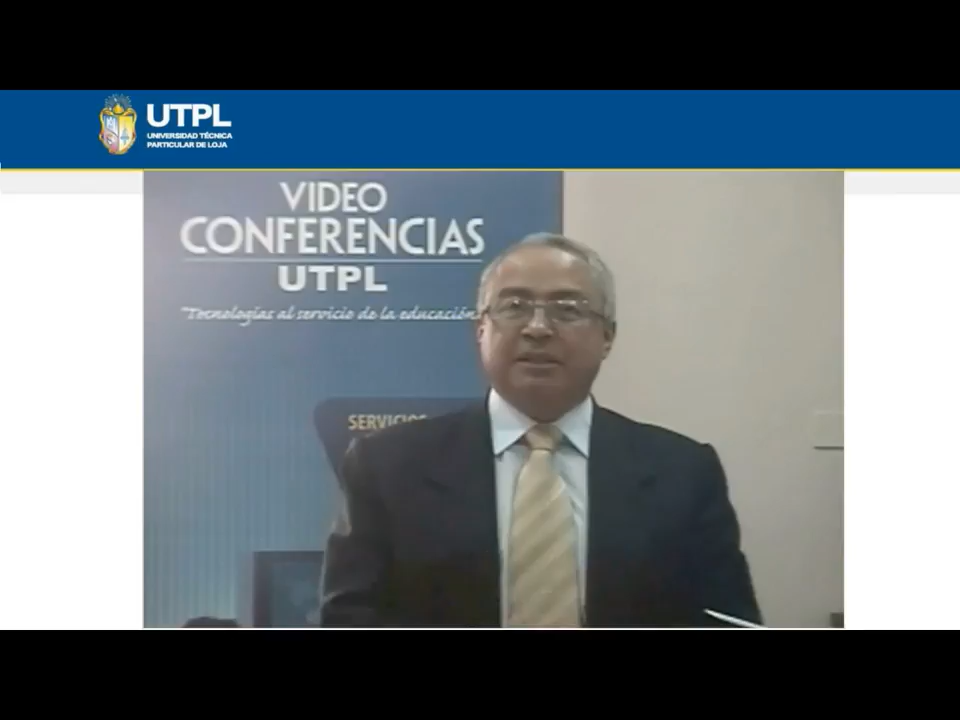 UTPL
UNIVERSIDAD TÉCNICA
PARTICULAR DE LOJA
VIDEO
CONFERENCIAS
UTPL
"Tecnologías al servicio de la educación
SERVICIOS